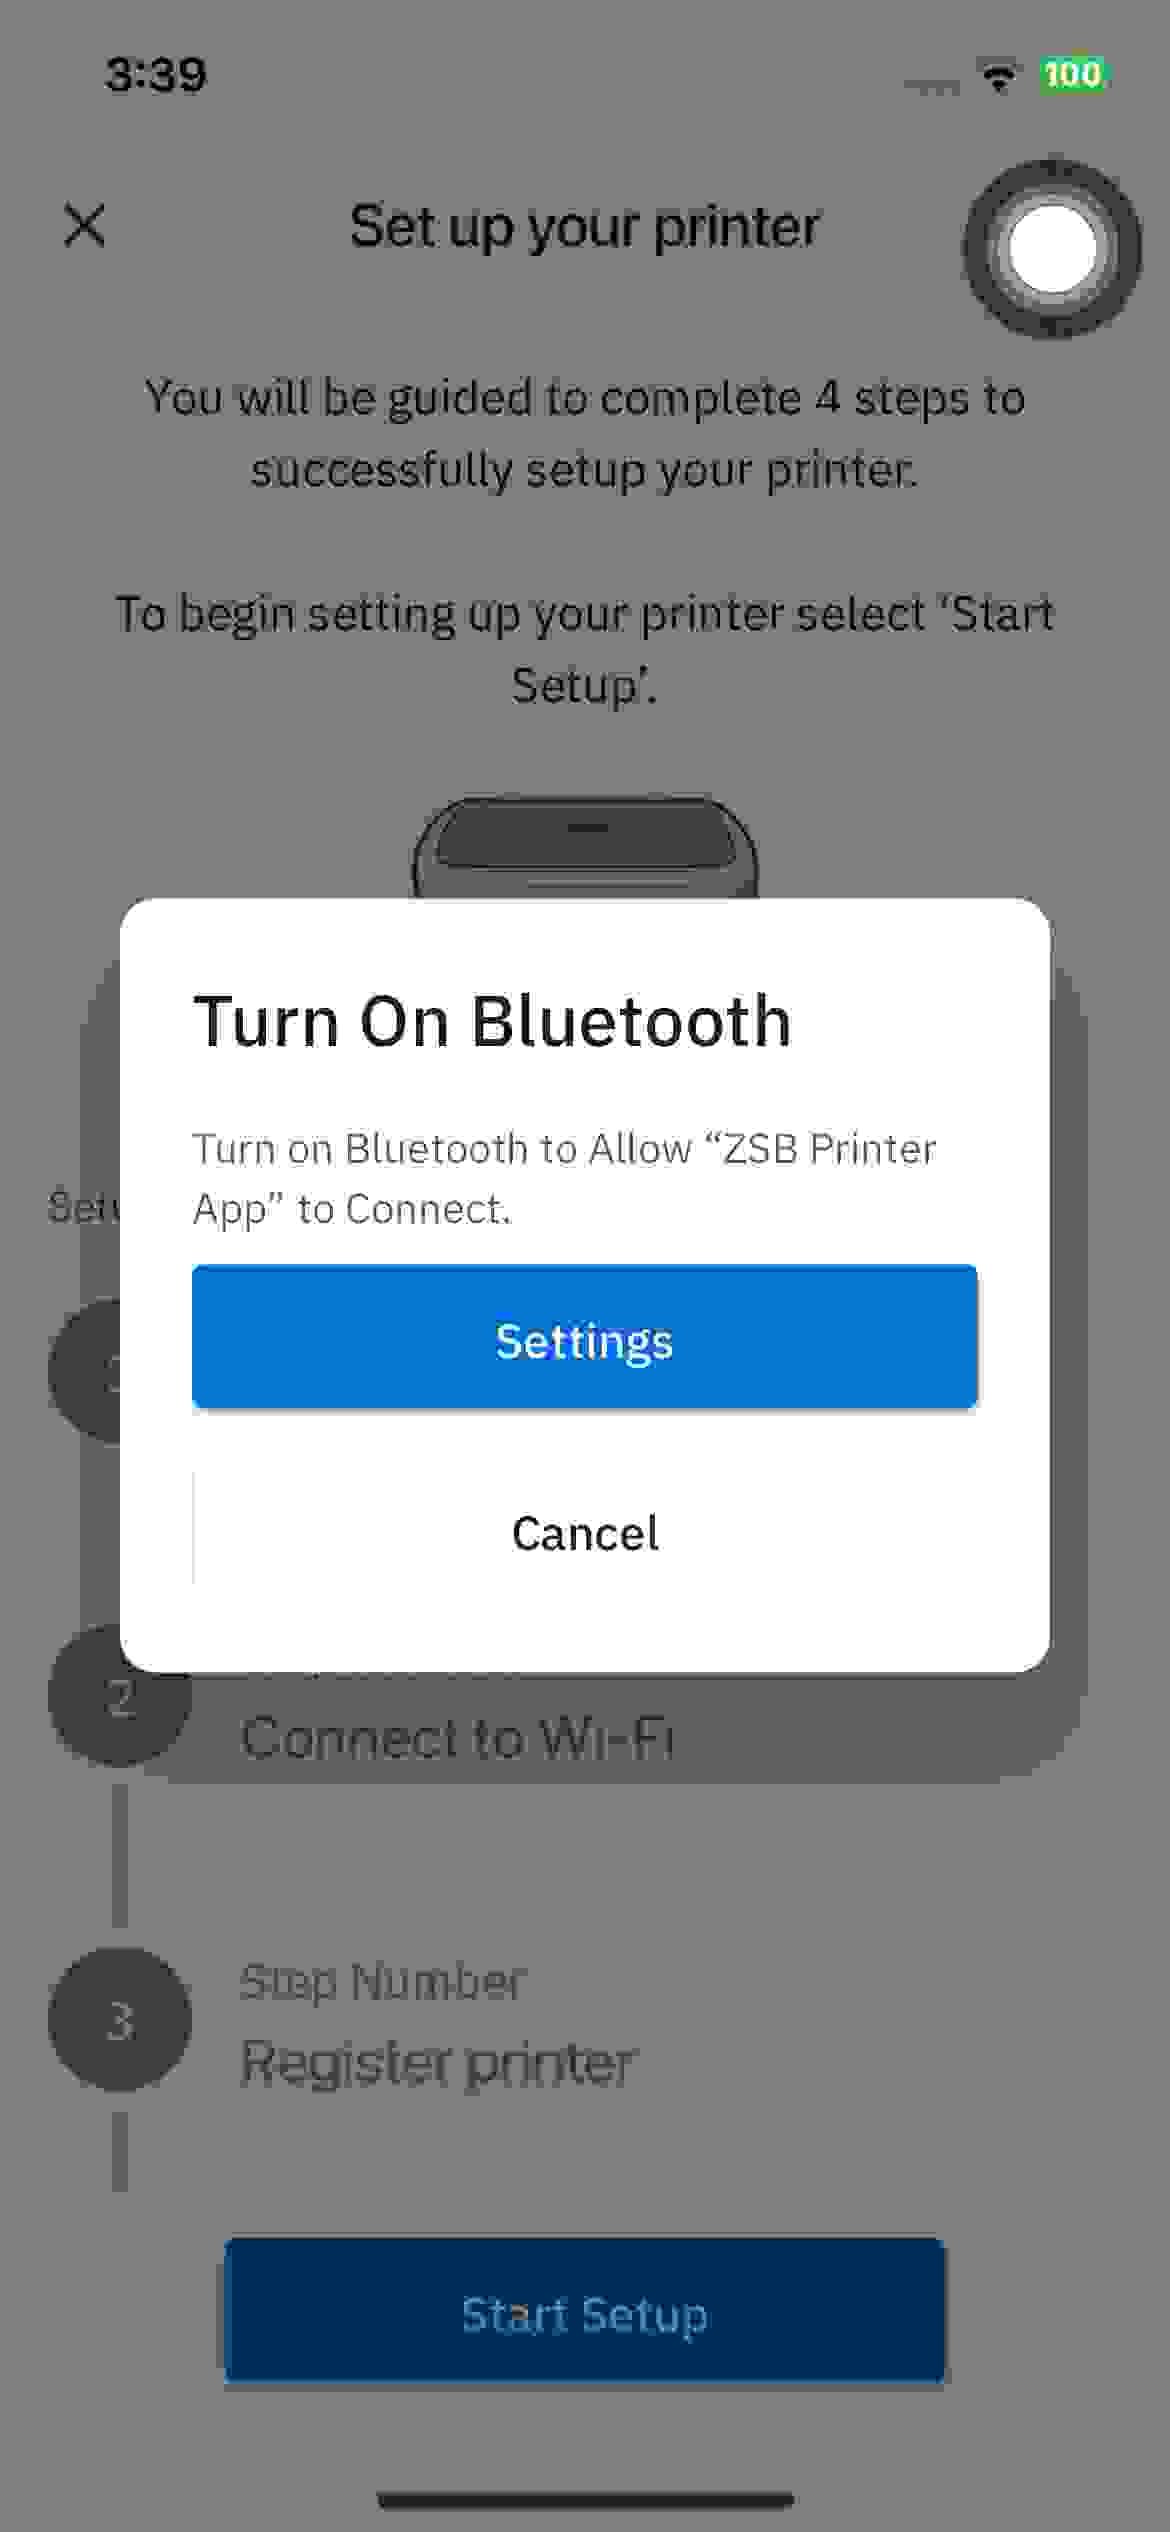 3:39
100
Set up your printer
You will be guided to complete 4 steps to
successfully setup your printer.
To begin setting up your printer select ‘Start
Setup’.
Turn On Bluetooth
Turn on Bluetooth to Allow “ZSB Printer
App” to Connect.
Settings
Cancel
2
Connect to Wi-Fi
Step Number
3
Register printer
Start Setup